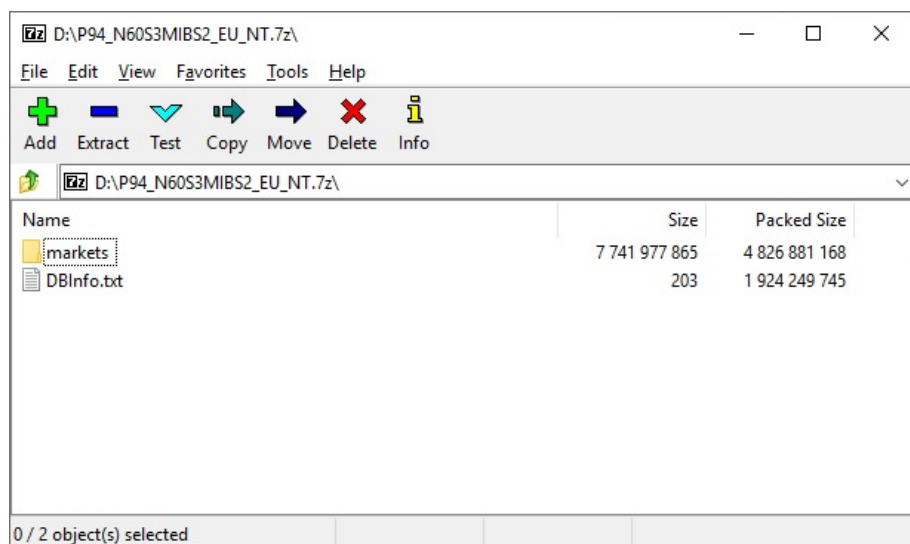 D:\P94_N60S3MIBS2_EU_NT.7z\
File Edit View Favorites Tools Help
Add Extract Test Copy Move Delete Info
7z D:\P94_N60S3MIBS2_EU_NT.7z\
Name Size Packed Size
markets 7 741 977 865 4 826 881 168
DBInfo.txt 203 1 924 249 745
0 / 2 object(s) selected